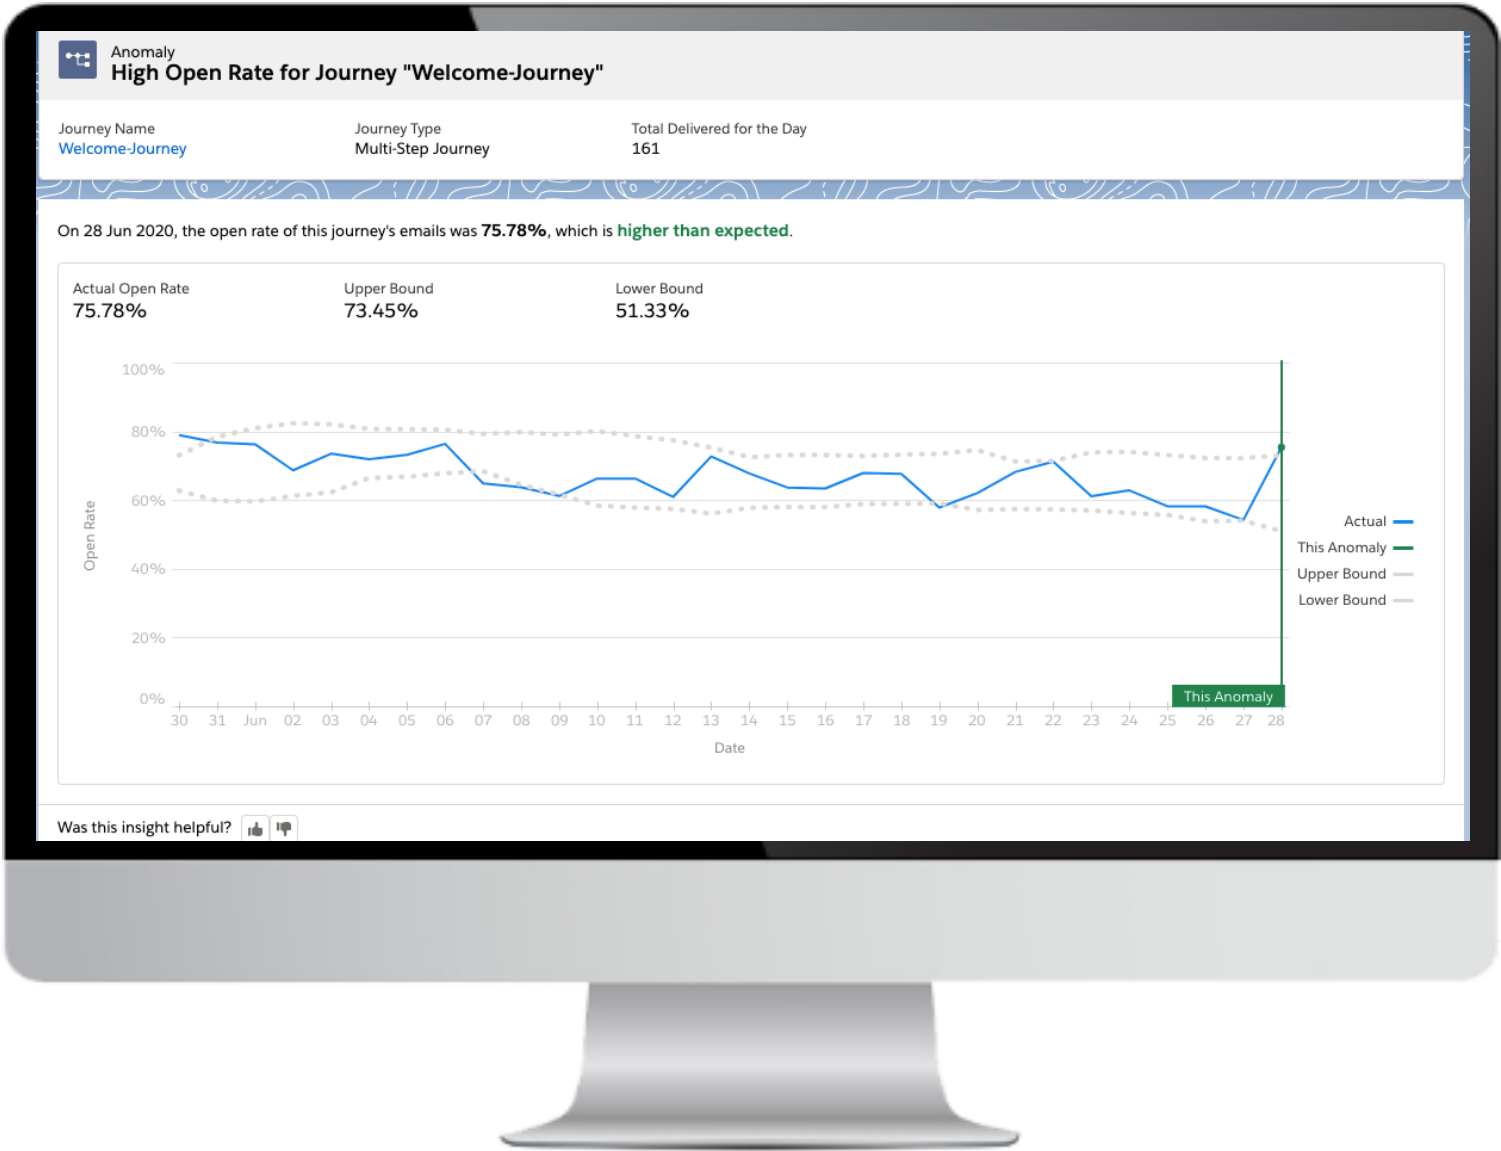 Anomaly
High Open Rate for Journey "Welcome-Journey"
Journey Name Journey Type Total Delivered for the Day
Welcome-Journey Multi-Step Journey 161
On 28 Jun 2020, the open rate of this journey's emails was 75.78%, which is higher than expected.
Actual Open Rate Upper Bound Lower Bound
75.78% 73.45% 51.33%
100%
80%
60%
40%
20%
0%
Open Rate
Actual
This Anomaly
Upper Bound
Lower Bound
This Anomaly
30 31 Jun 02 03 04 05 06 07 08 09 10 11 12 13 14 15 16 17 18 19 20 21 22 23 24 25 26 27 28
Date
Was this insight helpful?